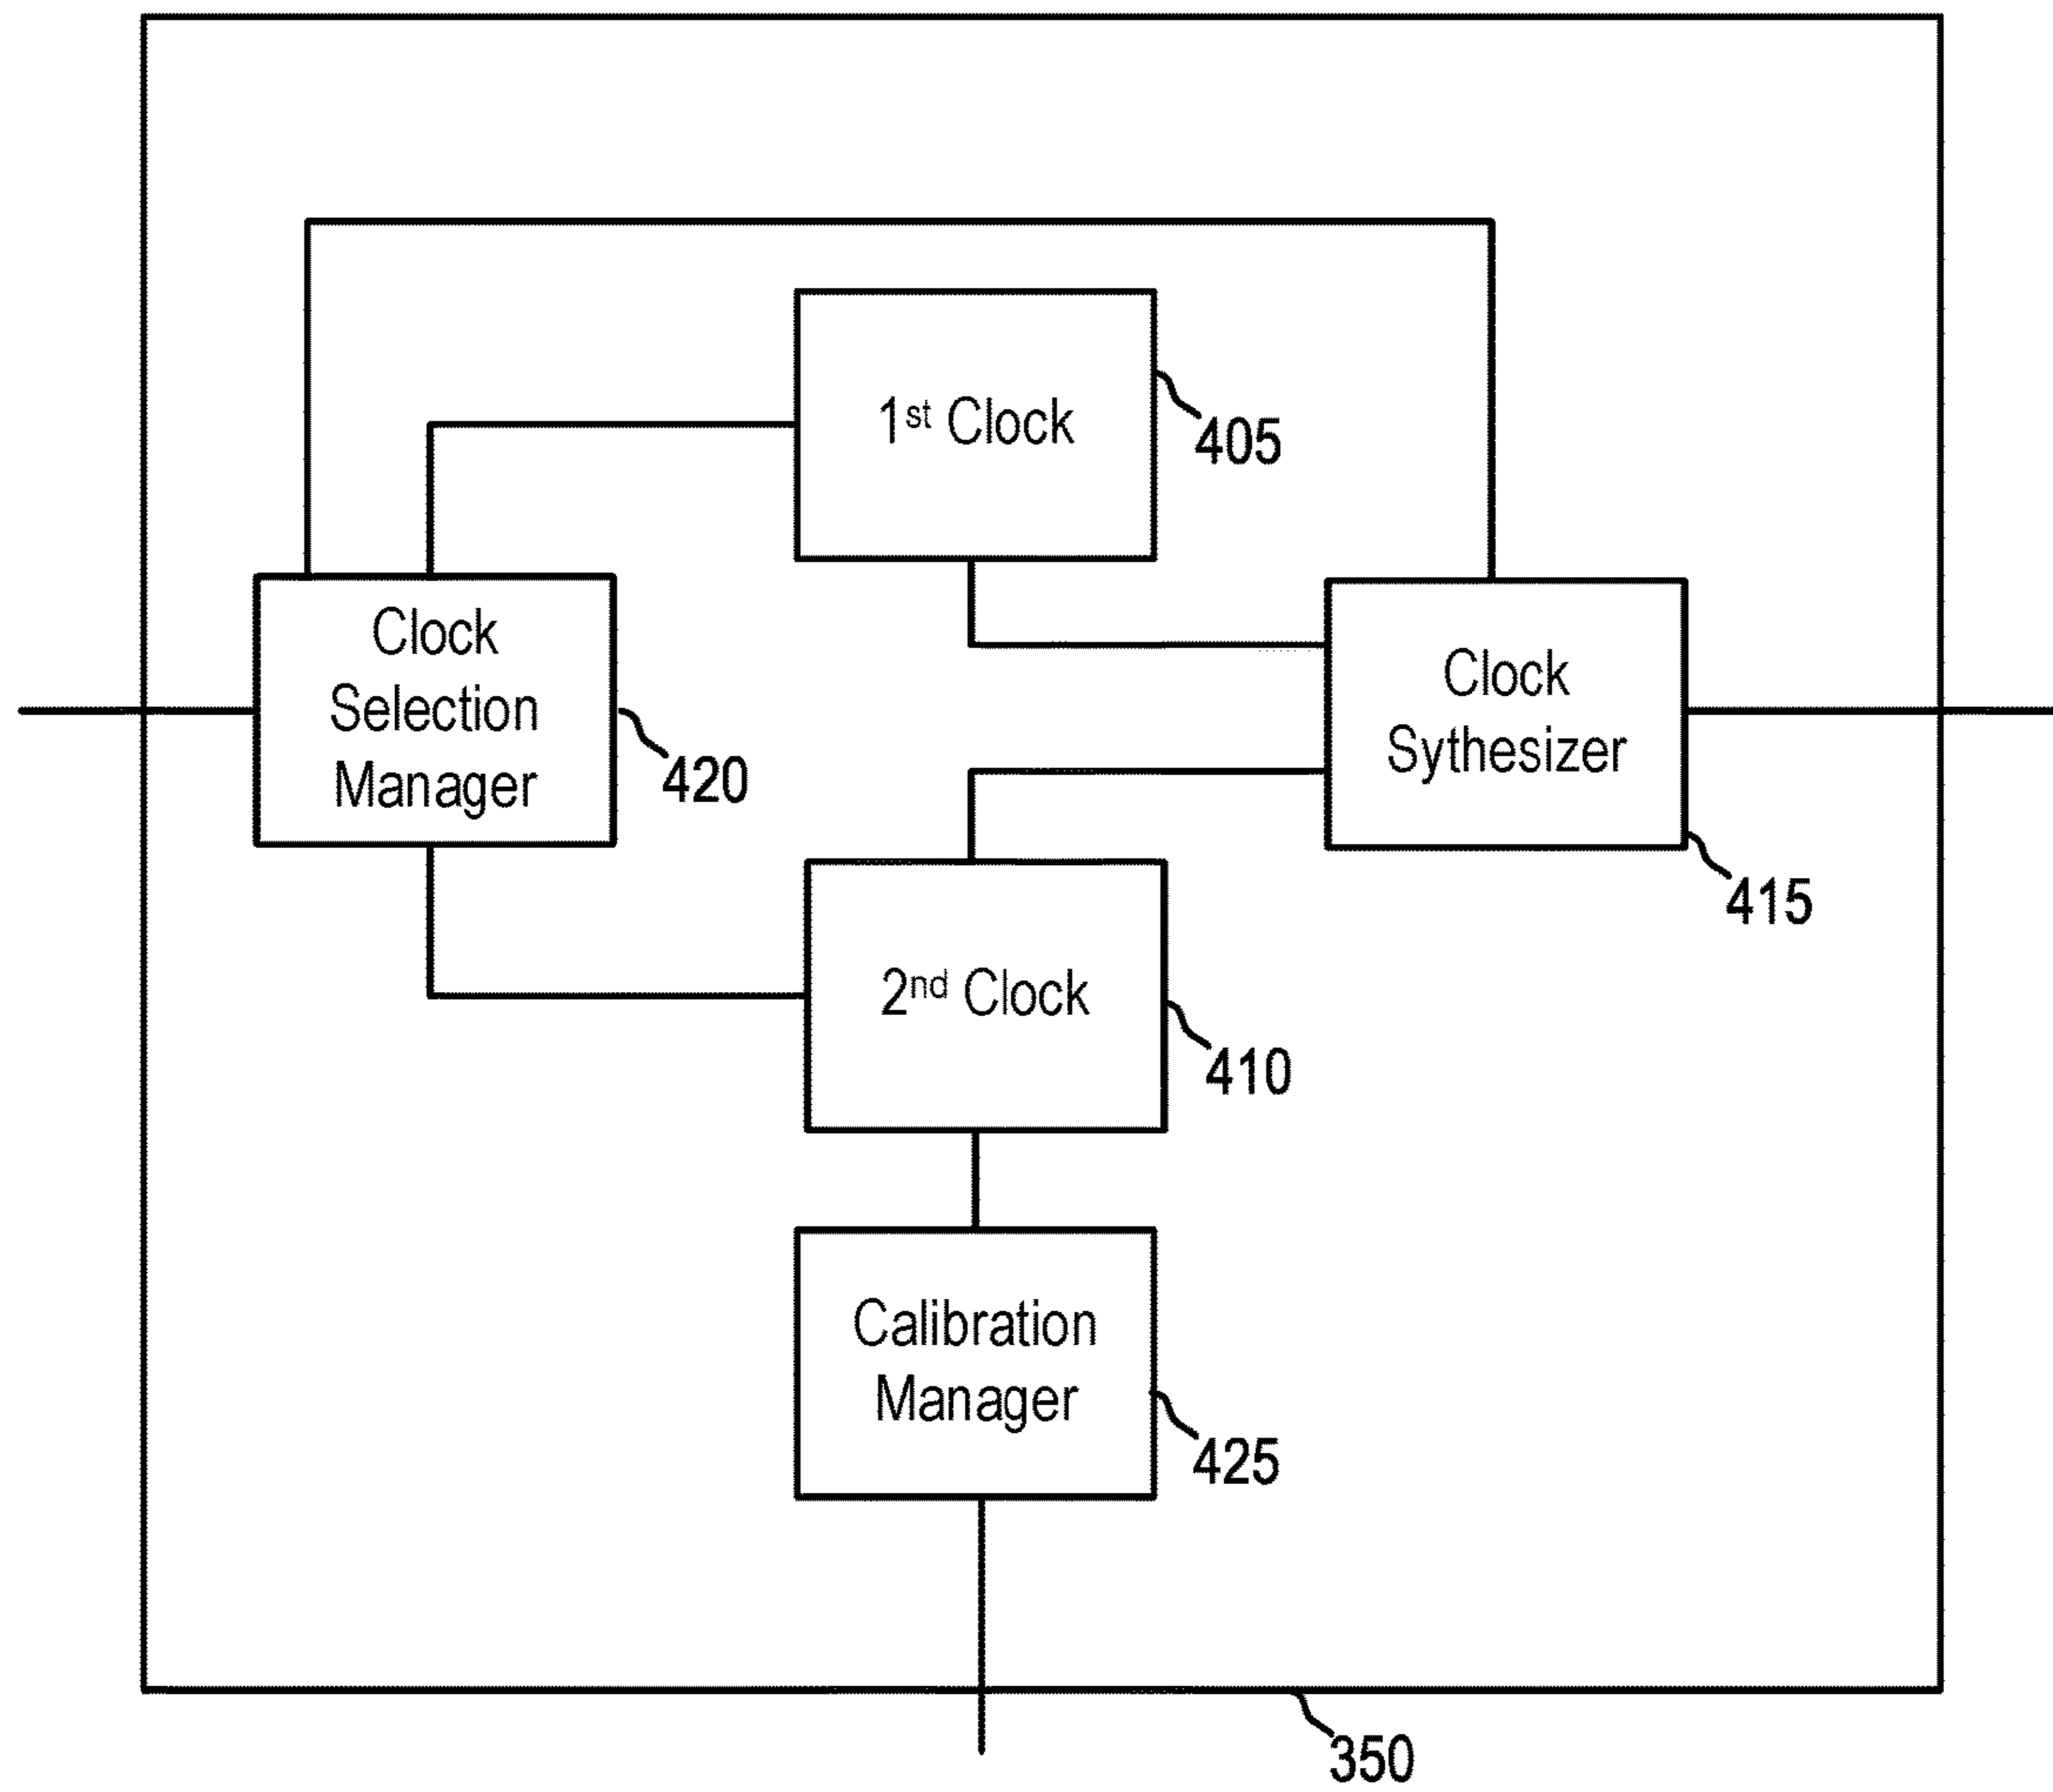 1st Clock
405
Clock
Selection
Manager
420
Clock
Sythesizer
415
2nd Clock
410
Calibration
Manager
425
350